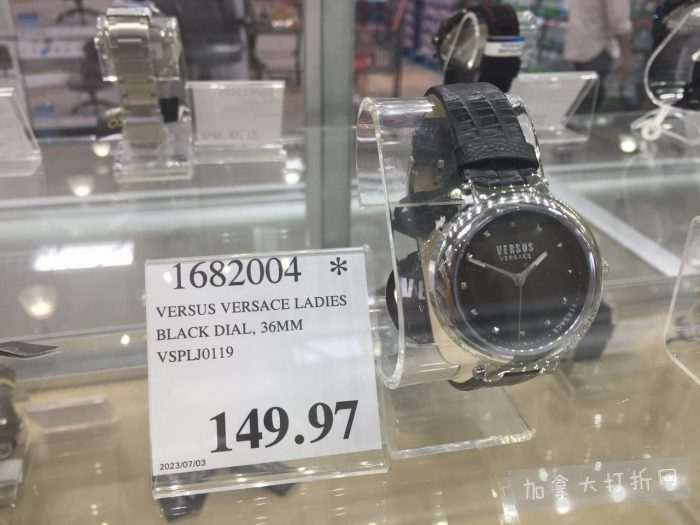 1682004 *
VERSUS VERSACE LADIES
BLACK DIAL, 36MM
VSPLJ0119
149.97
2023/07/03
VERSUS
VERSACE
加拿大打折网